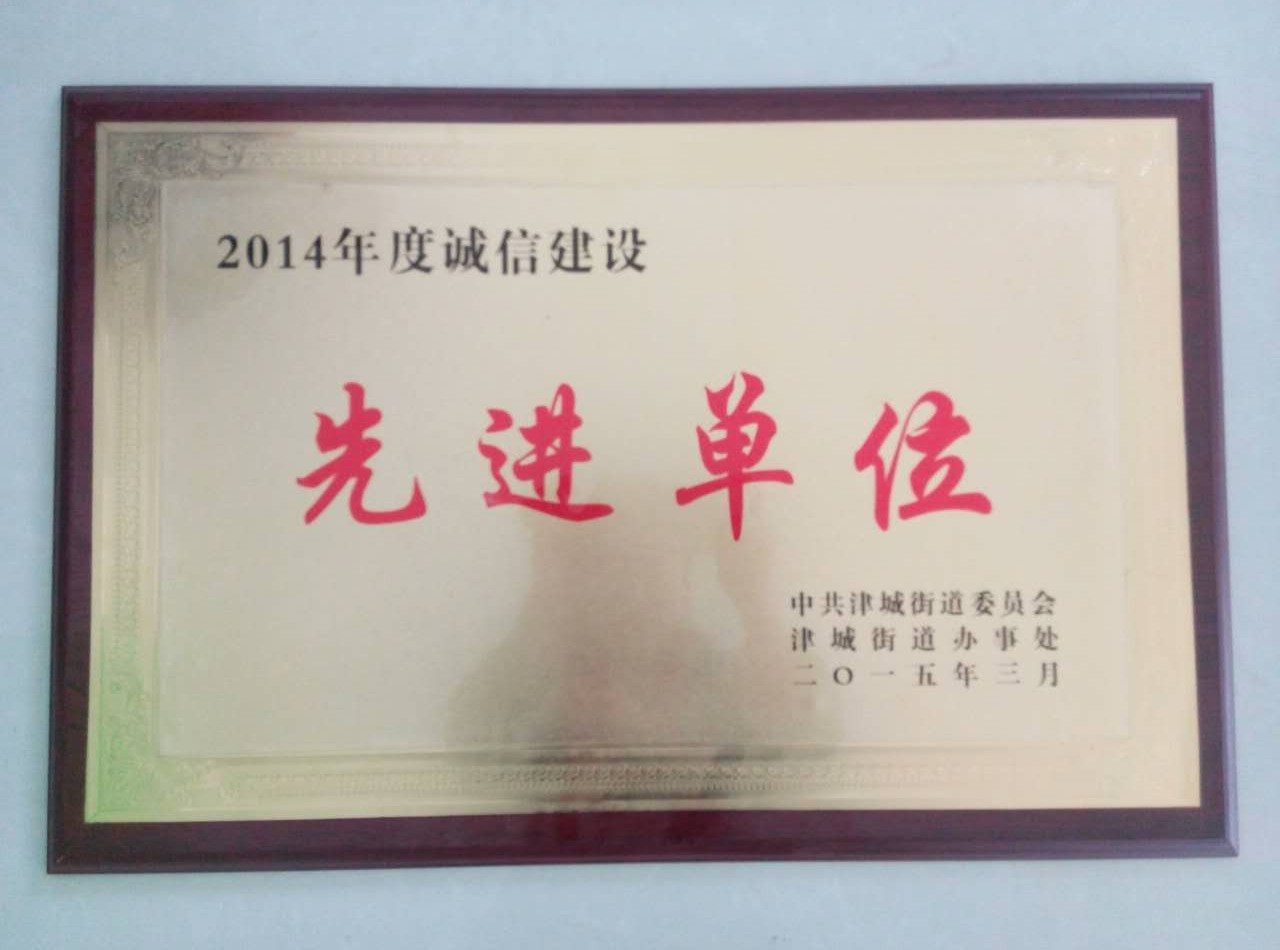 2014年度诚信建设
先进单位
中共津城街道委员会
津城街道办事处
二〇一五年三月